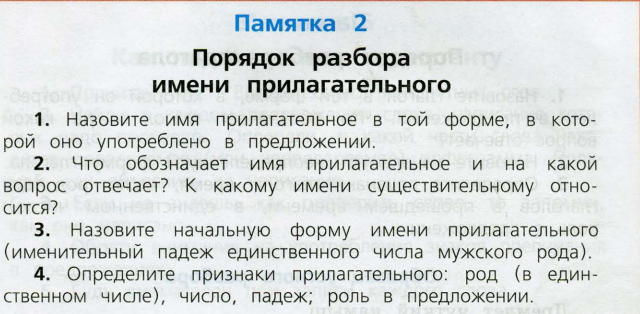 Памятка 2
Порядок разбора
имени прилагательного
1. Назовите имя прилагательное в той форме, в кото-
рой оно употреблено в предложении.
2. Что обозначает имя прилагательное и на какой
вопрос отвечает? К какому имени существительному отно-
сится?
3. Назовите начальную форму имени прилагательного
(именительный падеж единственного числа мужского рода).
4. Определите признаки прилагательного: род (в един-
ственном числе), число, падеж; роль в предложении.